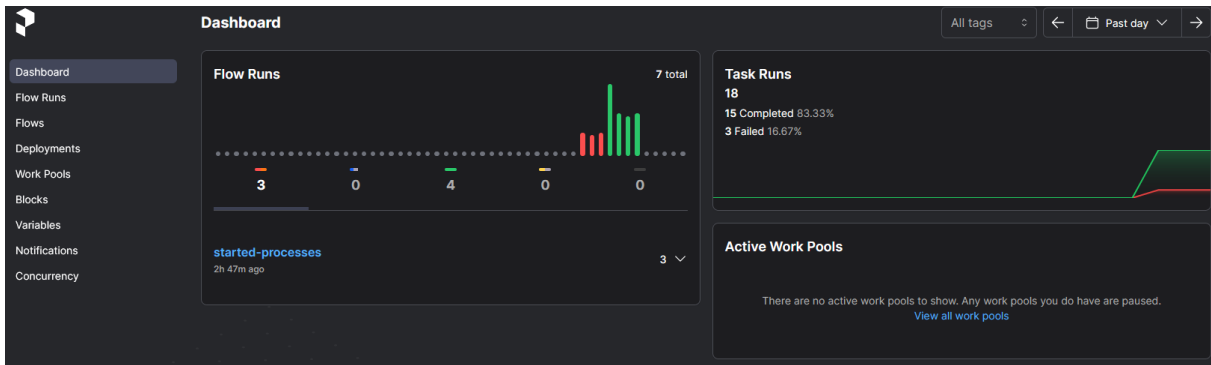 Dashboard
All tags
Past day
Dashboard
Flow Runs
Flows
Deployments
Work Pools
Blocks
Variables
Notifications
Concurrency
Flow Runs
7 total
3 0 4 0 0
started-processes
2h 47m ago
3
Task Runs
18
15 Completed 83.33%
3 Failed 16.67%
Active Work Pools
There are no active work pools to show. Any work pools you do have are paused.
View all work pools